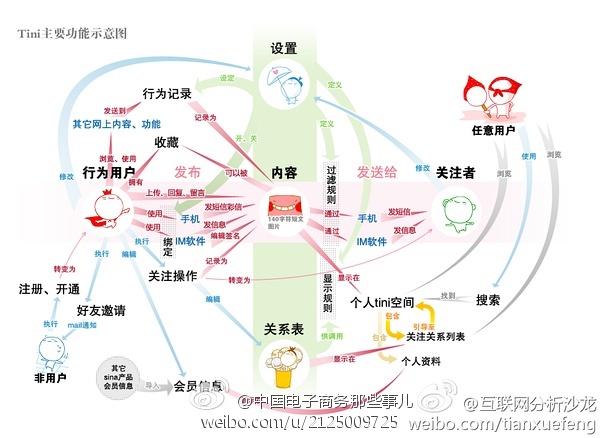 Tini主要功能示意图
设置
行为记录
设定
定义
发送到
其它网上内容、功能
记录为
开、关
定义
任意用户
收藏
浏览、使用
修改
行为用户
拥有
发布
可以被
内容
过滤规则
发送给
修改
关注者
浏览
使用
浏览
上传、回复、留言
发短信彩信
手机
使用
发信息
140字符短文
图片
通过
手机
发短信
使用
绑定
IM软件
编辑签名
通过
IM软件
发信息
执行
执行
编辑
关注操作
记录为
转变为
转变为
显示在
显示规则
注册、开通
编辑
个人tini空间
找到
搜索
执行
好友邀请
mail通知
包含
引导至
关系表
供调用
包含
关注关系列表
非用户
显示在
个人资料
其它
sina产品
会员信息
导入
会员信息
@中国电子商务那些事儿
weibo.com/u/2125009725
@互联网分析沙龙
weibo.com/tianxuefeng